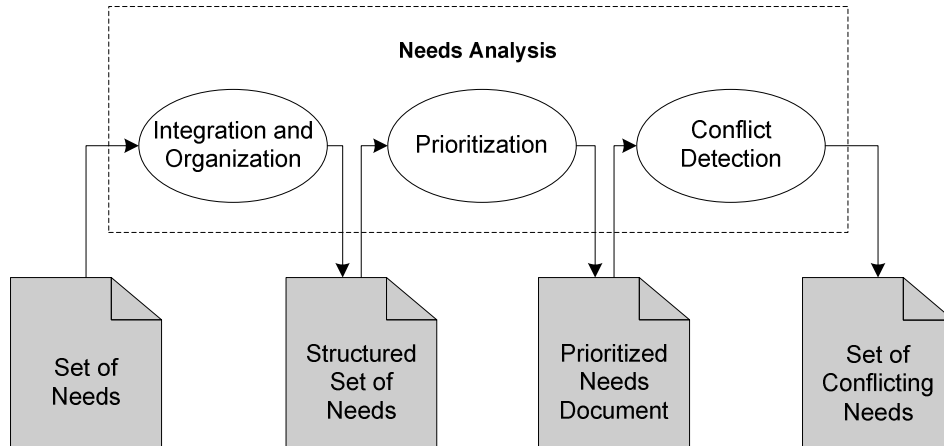 Needs Analysis
Integration and
Organization
Prioritization
Conflict
Detection
Set of
Needs
Structured
Set of
Needs
Prioritized
Needs
Document
Set of
Conflicting
Needs